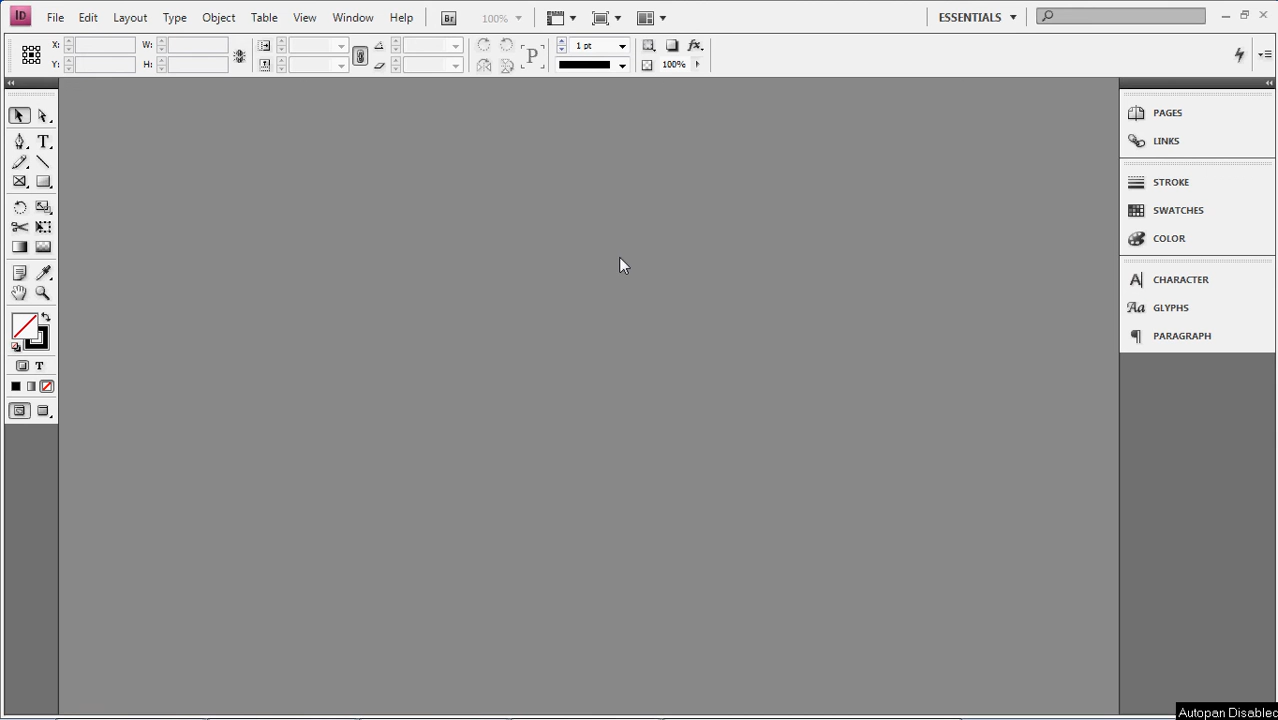 ID File Edit Layout Type Object Table View Window Help Br 100% ESSENTIALS
X: W: 1 pt fx
Y: H: 100%
P
T
PAGES
LINKS
STROKE
SWATCHES
COLOR
A CHARACTER
Aa GLYPHS
¶ PARAGRAPH
T
Autopan Disabled